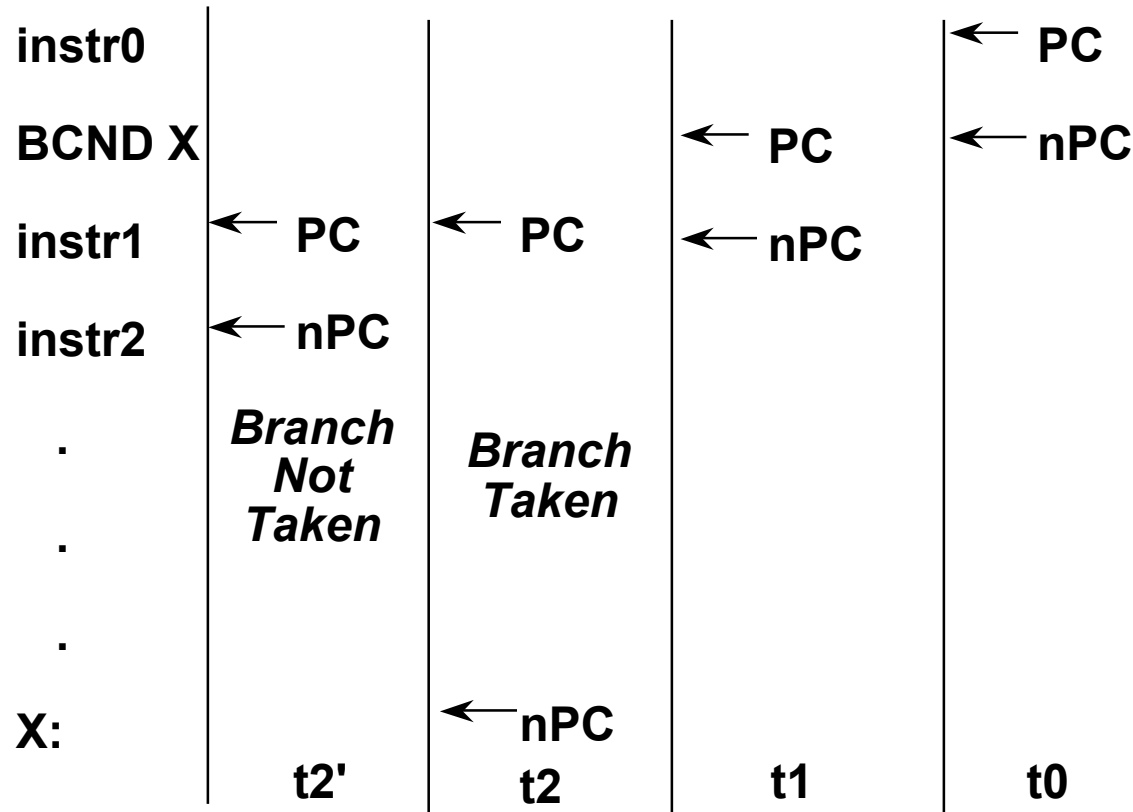 instr0 PC
BCND X PC nPC
instr1 PC PC nPC
instr2 nPC
.
Branch
Not
Taken
Branch
Taken
.
.
X: nPC
t2' t2 t1 t0